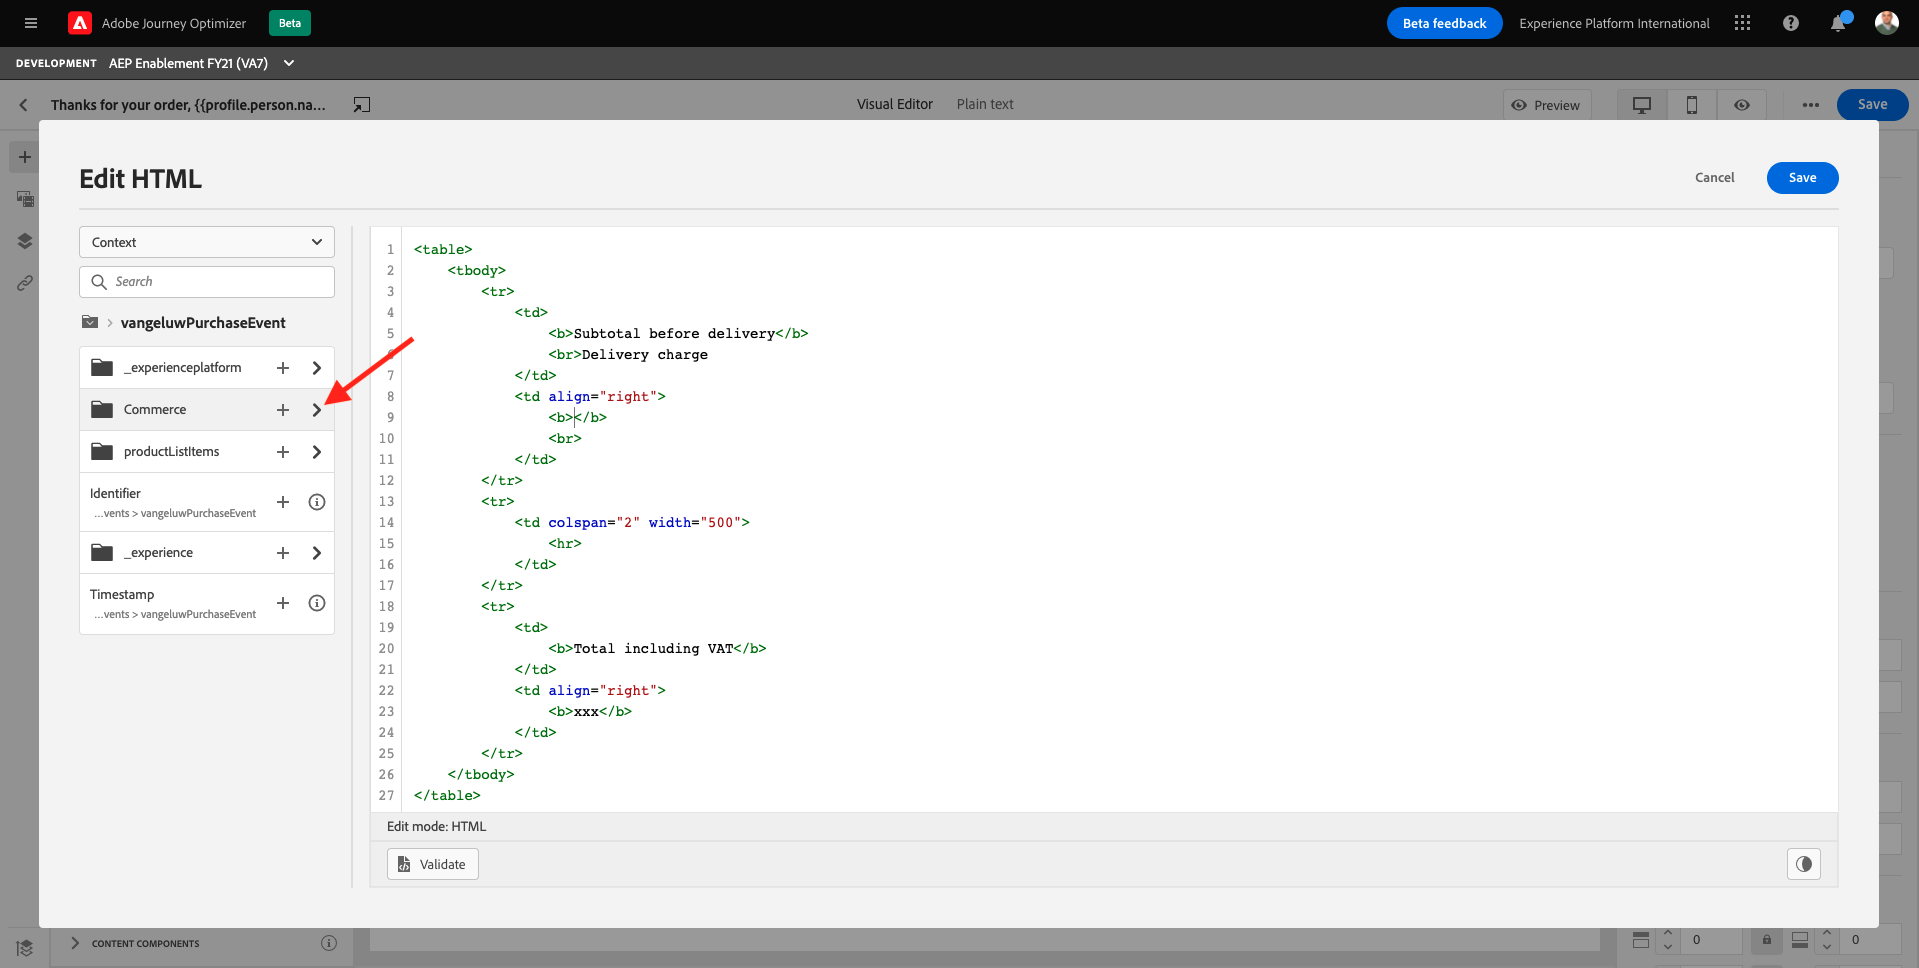 Adobe Journey Optimizer Beta Beta feedback Experience Platform International
DEVELOPMENT AEP Enablement FY21 (VA7)
Thanks for your order, {{profile.person.na... Visual Editor Plain text Preview Save
Edit HTML Cancel Save
Context
Search
vangeluwPurchaseEvent
_experienceplatform
Commerce
productListItems
Identifier
...vents > vangeluwPurchaseEvent
_experience
Timestamp
...vents > vangeluwPurchaseEvent
1 <table>
2 <tbody>
3 <tr>
4 <td>
5 <b>Subtotal before delivery</b>
6 <br>Delivery charge
7 </td>
8 <td align="right">
9 <b></b>
10 <br>
11 </td>
12 </tr>
13 <tr>
14 <td colspan="2" width="500">
15 <hr>
16 </td>
17 </tr>
18 <tr>
19 <td>
20 <b>Total including VAT</b>
21 </td>
22 <td align="right">
23 <b>xxx</b>
24 </td>
25 </tr>
26 </tbody>
27 </table>
Edit mode: HTML
Validate
CONTENT COMPONENTS 0 0